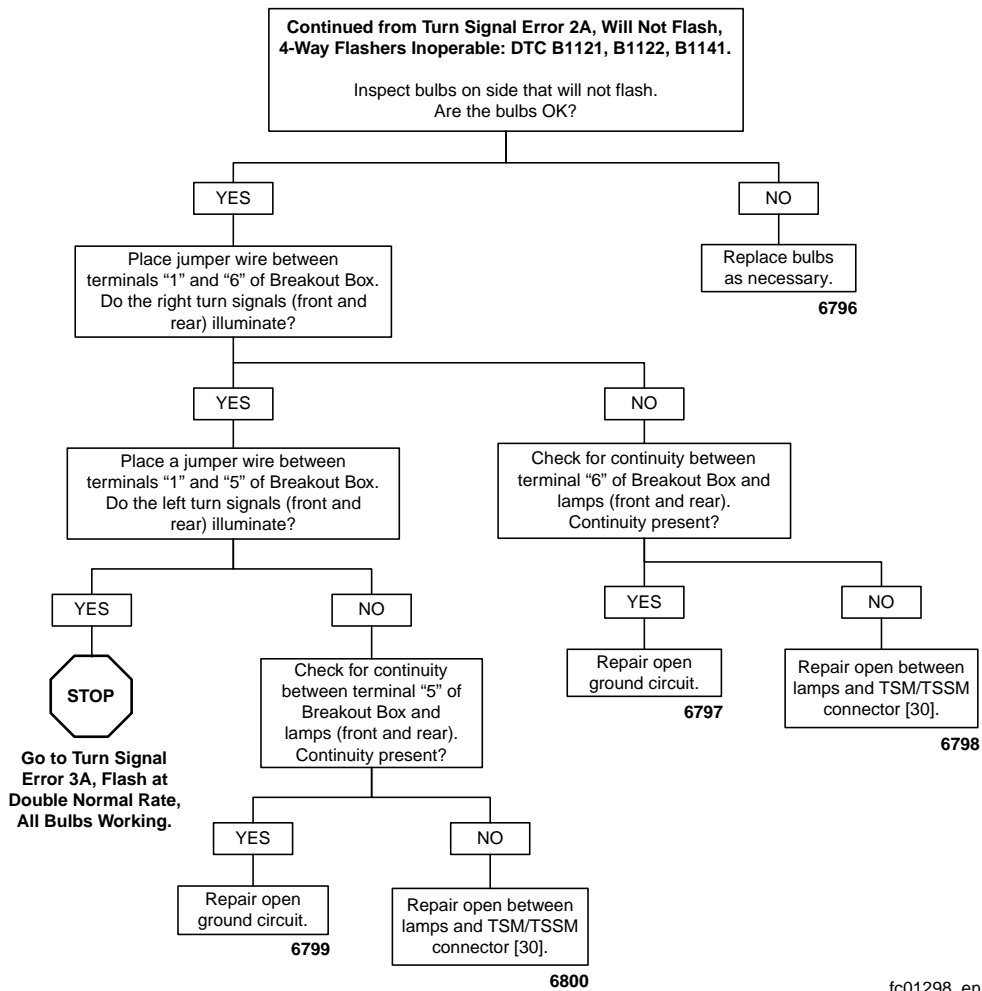 Continued from Turn Signal Error 2A, Will Not Flash,
4-Way Flashers Inoperable: DTC B1121, B1122, B1141.
Inspect bulbs on side that will not flash.
Are the bulbs OK?
YES
NO
Place jumper wire between
terminals “1” and “6” of Breakout Box.
Do the right turn signals (front and
rear) illuminate?
Replace bulbs
as necessary.
6796
YES
NO
Place a jumper wire between
terminals “1” and “5” of Breakout Box.
Do the left turn signals (front and
rear) illuminate?
Check for continuity between
terminal “6” of Breakout Box and
lamps (front and rear).
Continuity present?
YES
NO
YES
NO
STOP
Go to Turn Signal
Error 3A, Flash at
Double Normal Rate,
All Bulbs Working.
Check for continuity
between terminal “5” of
Breakout Box and
lamps (front and rear).
Continuity present?
Repair open
ground circuit.
6797
Repair open between
lamps and TSM/TSSM
connector [30].
6798
YES
NO
Repair open
ground circuit.
6799
Repair open between
lamps and TSM/TSSM
connector [30].
6800
fc01298_en